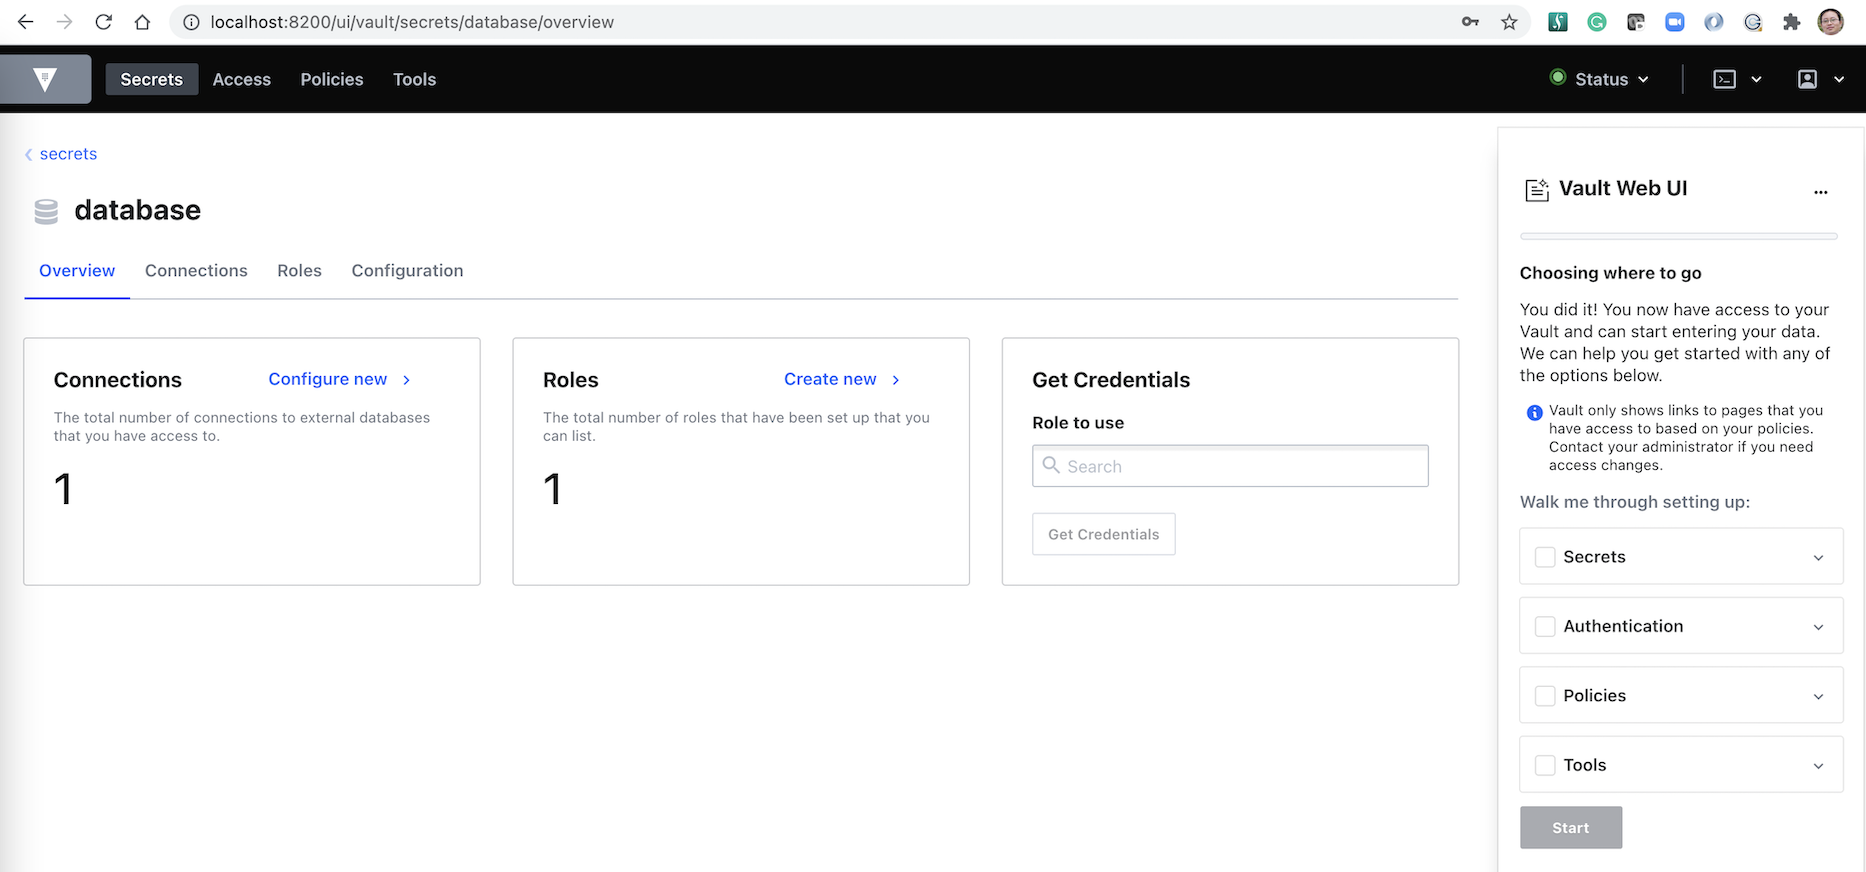 localhost:8200/ui/vault/secrets/database/overview
Secrets Access Policies Tools Status
secrets
database
Overview Connections Roles Configuration
Connections Configure new
The total number of connections to external databases
that you have access to.
1
Roles Create new
The total number of roles that have been set up that you
can list.
1
Get Credentials
Role to use
Search
Get Credentials
Vault Web UI
Choosing where to go
You did it! You now have access to your
Vault and can start entering your data.
We can help you get started with any of
the options below.
Vault only shows links to pages that you
have access to based on your policies.
Contact your administrator if you need
access changes.
Walk me through setting up:
Secrets
Authentication
Policies
Tools
Start